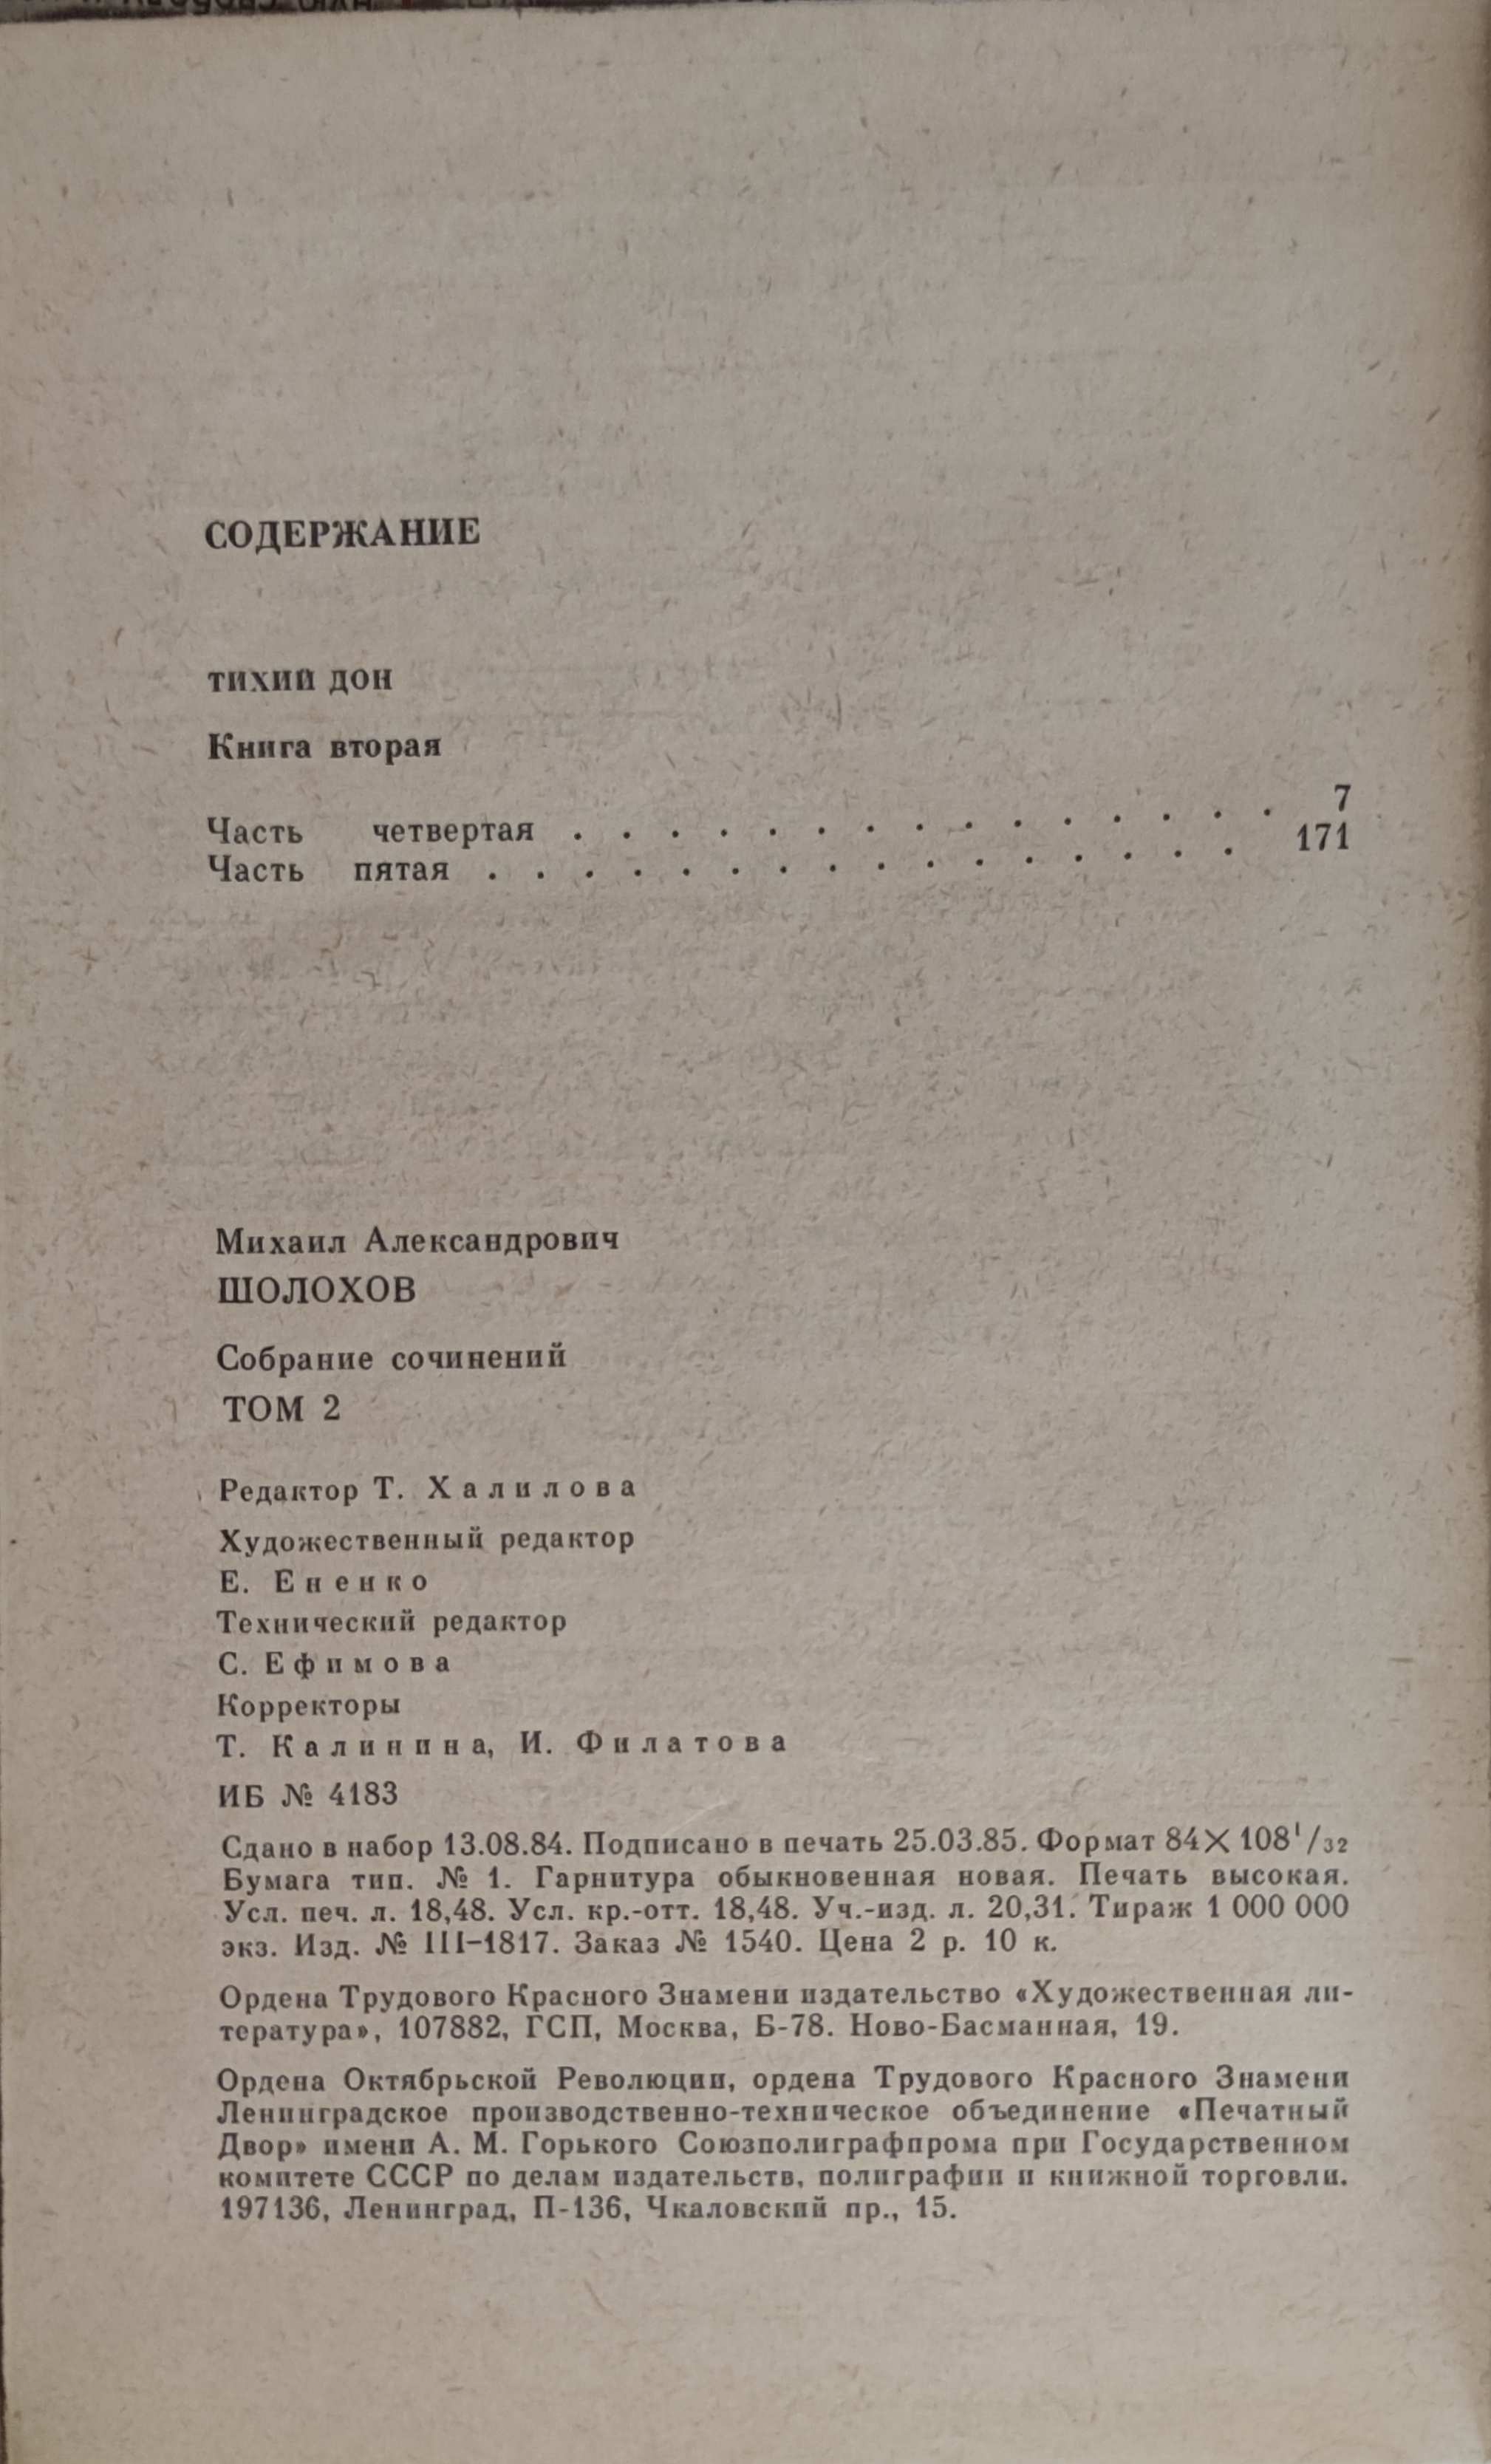 СОДЕРЖАНИЕ
ТИХИЙ ДОН
Книга вторая
Часть четвертая . . . . . . . . . . . . . . . 7
Часть пятая . . . . . . . . . . . . . . . . 171
Михаил Александрович
ШОЛОХОВ
Собрание сочинений
ТОМ 2
Редактор Т. Халилова
Художественный редактор
Е. Ененко
Технический редактор
С. Ефимова
Корректоры
Т. Калинина, И. Филатова
ИБ № 4183
Сдано в набор 13.08.84. Подписано в печать 25.03.85. Формат 84×108¹/₃₂
Бумага тип. № 1. Гарнитура обыкновенная новая. Печать высокая.
Усл. печ. л. 18,48. Усл. кр.-отт. 18,48. Уч.-изд. л. 20,31. Тираж 1 000 000
экз. Изд. № III-1817. Заказ № 1540. Цена 2 р. 10 к.
Ордена Трудового Красного Знамени издательство «Художественная ли-
тература», 107882, ГСП, Москва, Б-78. Ново-Басманная, 19.
Ордена Октябрьской Революции, ордена Трудового Красного Знамени
Ленинградское производственно-техническое объединение «Печатный
Двор» имени А. М. Горького Союзполиграфпрома при Государственном
комитете СССР по делам издательств, полиграфии и книжной торговли.
197136, Ленинград, П-136, Чкаловский пр., 15.